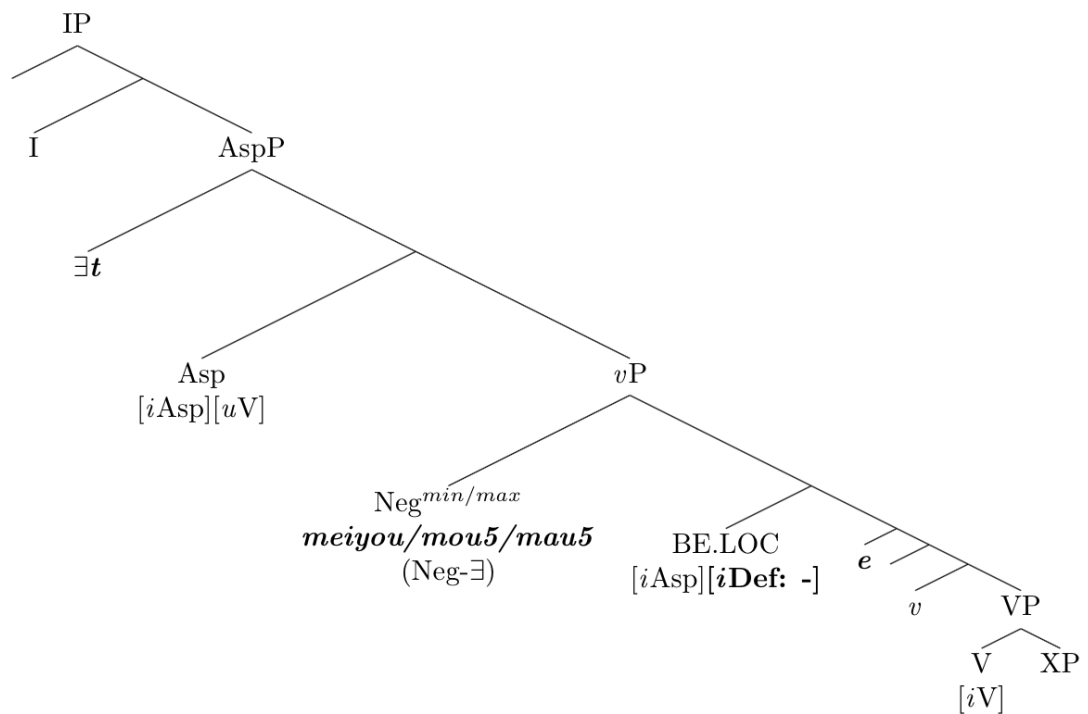 IP
I
AspP
∃t
Asp
[iAsp][uV]
vP
Neg^{min/max}
meiyou/mou5/mau5
(Neg-∃)
BE.LOC
[iAsp][iDef: -]
e
v
VP
V
[iV]
XP